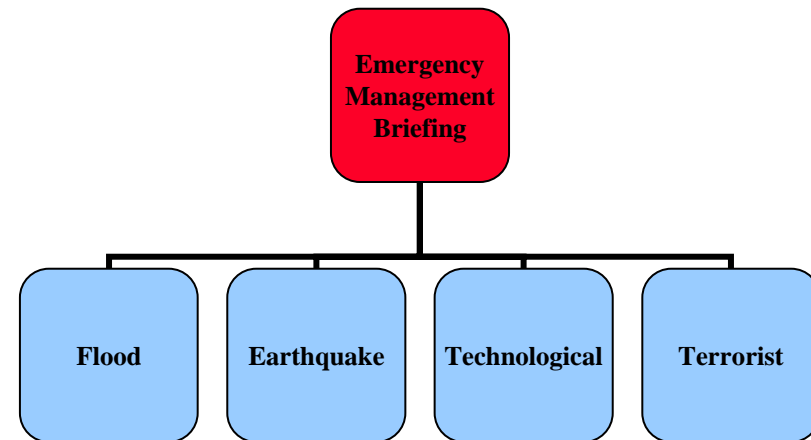 Emergency
Management
Briefing
Flood
Earthquake
Technological
Terrorist